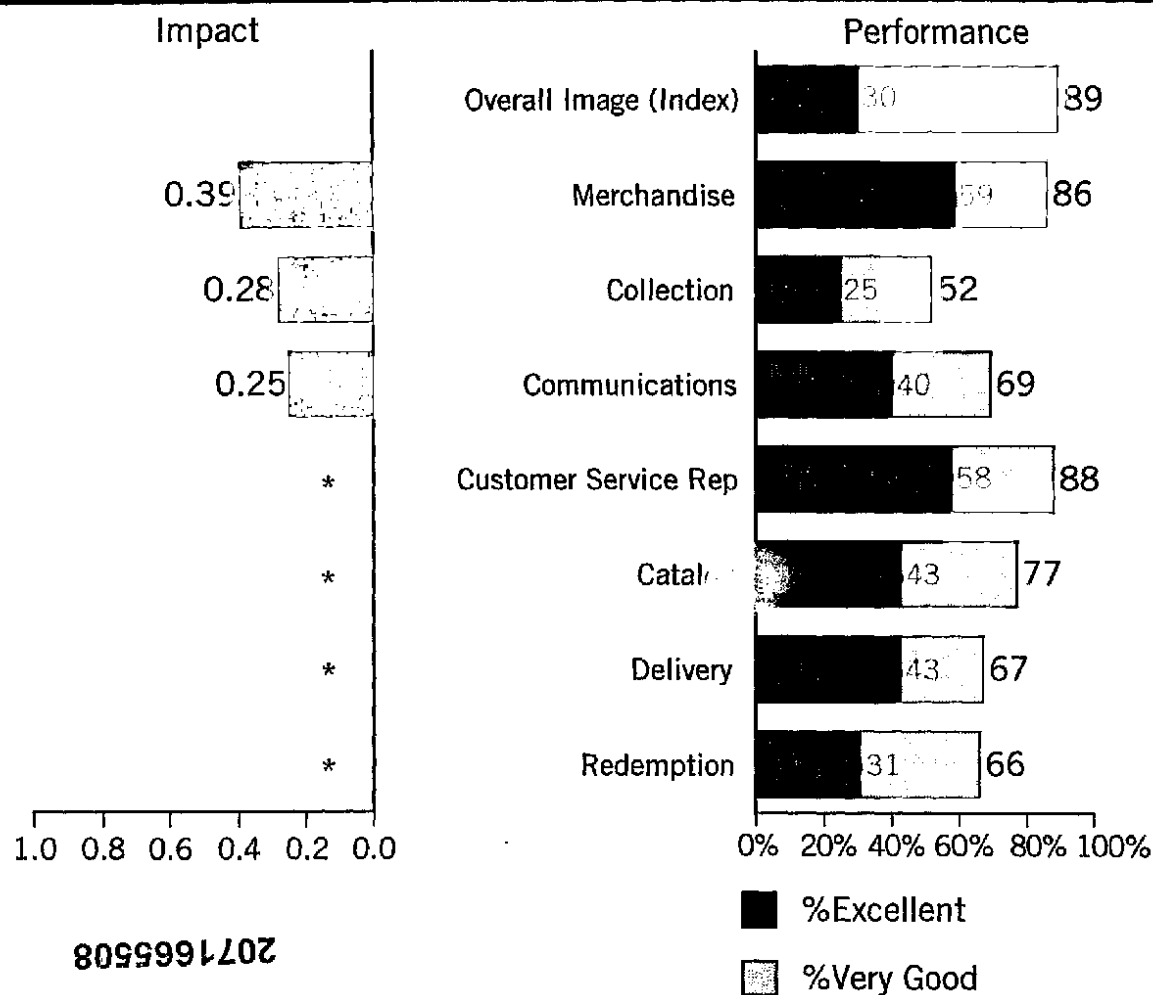 Impact Performance
Overall Image (Index) 30 89
0.39 Merchandise 59 86
0.28 Collection 25 52
0.25 Communications 40 69
* Customer Service Rep 58 88
* 43 77
* Delivery 43 67
* Redemption 31 66
1.0 0.8 0.6 0.4 0.2 0.0 0% 20% 40% 60% 80% 100%
%Excellent
2071665508
%Very Good